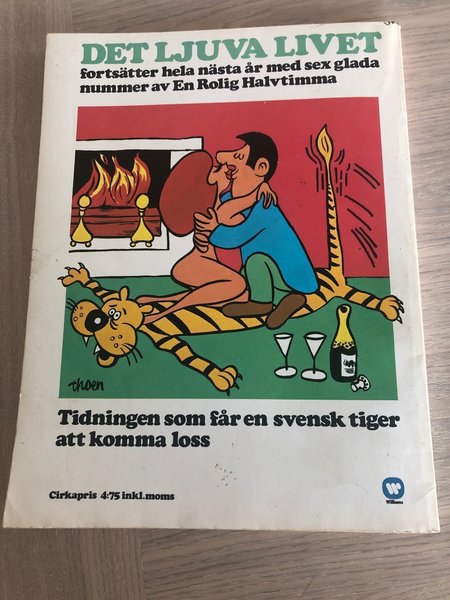 DET LJUVA LIVET
fortsätter hela nästa år med sex glada
nummer av En Rolig Halvtimma
thoen
Tidningen som får en svensk tiger
att komma loss
Cirkapris 4:75 inkl.moms
Williams